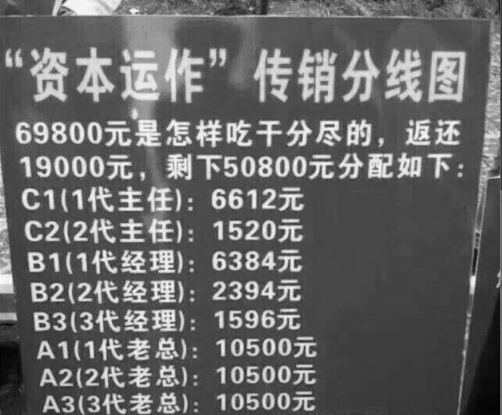 “资本运作”传销分线图
69800元是怎样吃干分尽的，返还
19000元，剩下50800元分配如下：
C1(1代主任)：6612元
C2(2代主任)：1520元
B1(1代经理)：6384元
B2(2代经理)：2394元
B3(3代经理)：1596元
A1(1代老总)：10500元
A2(2代老总)：10500元
A3(3代老总)：10500元